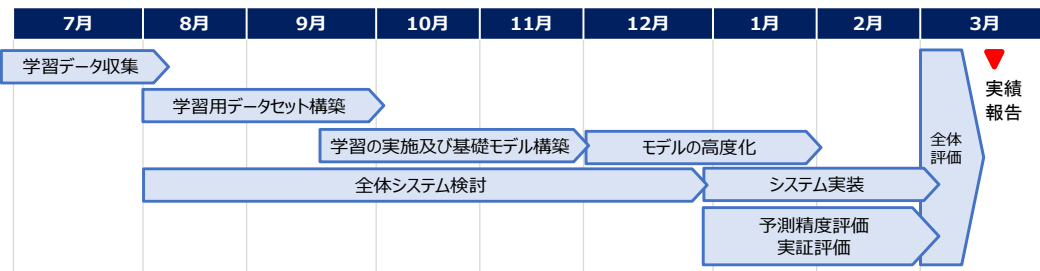 7月
8月
9月
10月
11月
12月
1月
2月
3月
学習データ収集
学習用データセット構築
学習の実施及び基礎モデル構築
モデルの高度化
全体システム検討
システム実装
予測精度評価
実証評価
全体
評価
実績
報告